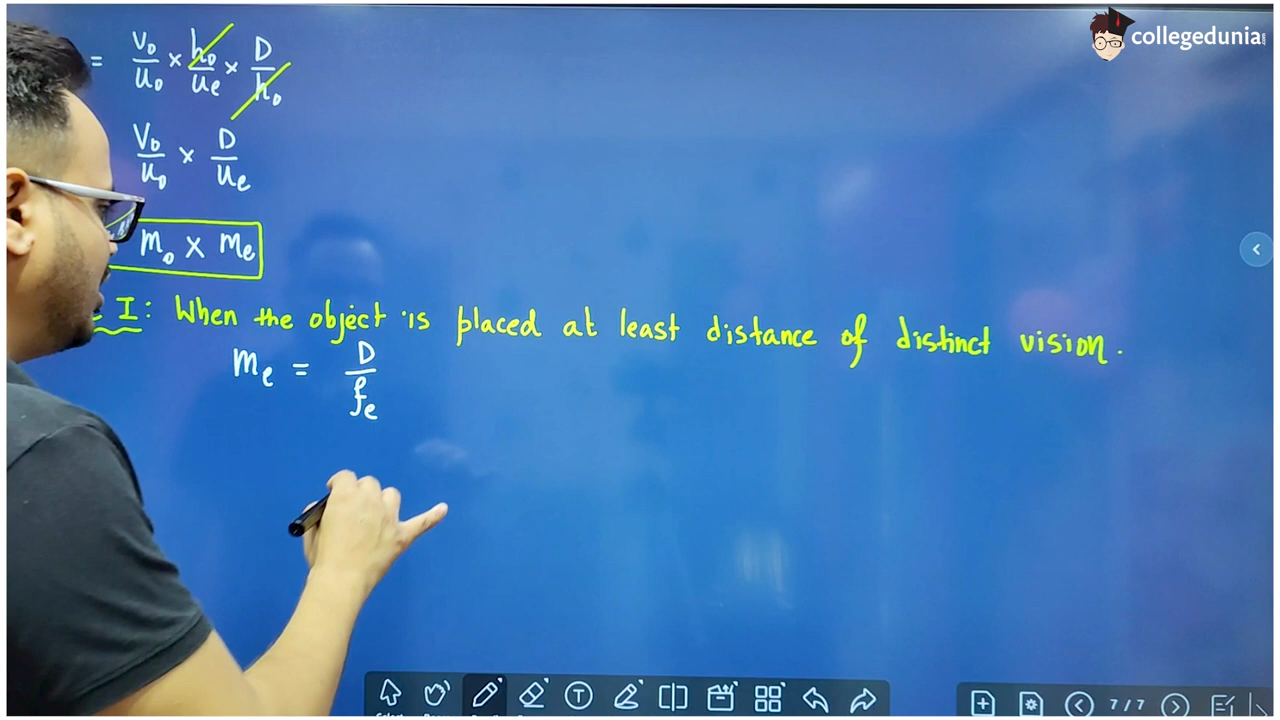 collegedunia
.com
= V₀/u₀ × h₀/uₑ × D/h₀
V₀/u₀ × D/uₑ
m₀ × mₑ
I: When the object is placed at least distance of distinct vision.
mₑ = D/fₑ
T
7 / 7